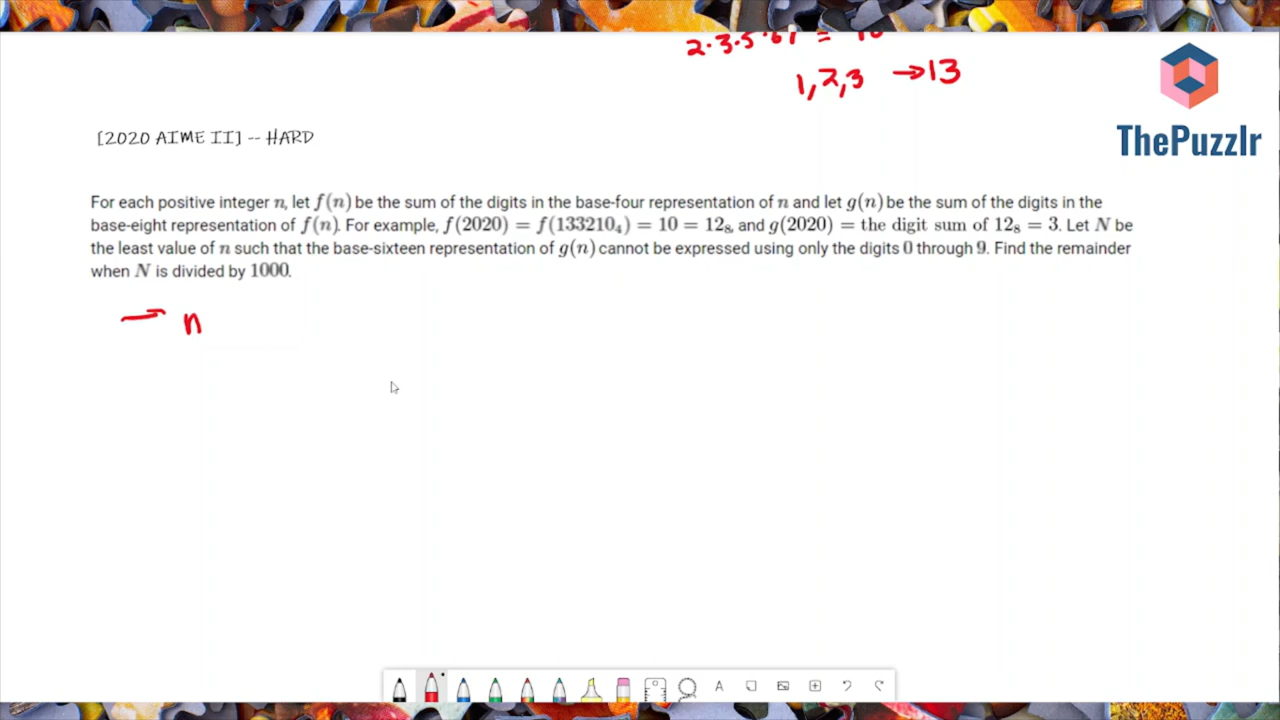 1,2,3 →13
ThePuzzlr
[2020 AIME II] -- HARD
For each positive integer n, let f(n) be the sum of the digits in the base-four representation of n and let g(n) be the sum of the digits in the
base-eight representation of f(n). For example, f(2020) = f(133210₄) = 10 = 12₈, and g(2020) = the digit sum of 12₈ = 3. Let N be
the least value of n such that the base-sixteen representation of g(n) cannot be expressed using only the digits 0 through 9. Find the remainder
when N is divided by 1000.
→ n
A